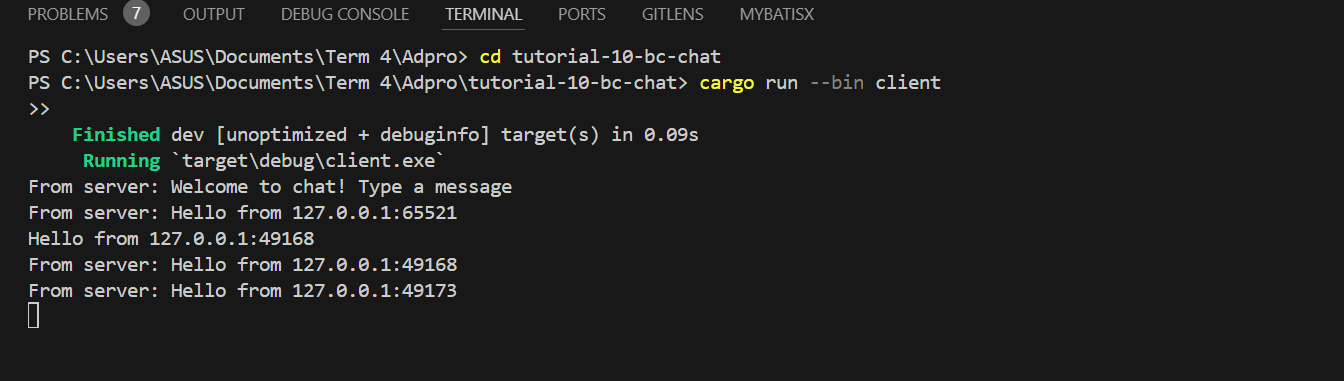 PROBLEMS 7 OUTPUT DEBUG CONSOLE TERMINAL PORTS GITLENS MYBATISX
PS C:\Users\ASUS\Documents\Term 4\Adpro> cd tutorial-10-bc-chat
PS C:\Users\ASUS\Documents\Term 4\Adpro\tutorial-10-bc-chat> cargo run --bin client
>>
    Finished dev [unoptimized + debuginfo] target(s) in 0.09s
     Running `target\debug\client.exe`
From server: Welcome to chat! Type a message
From server: Hello from 127.0.0.1:65521
Hello from 127.0.0.1:49168
From server: Hello from 127.0.0.1:49168
From server: Hello from 127.0.0.1:49173